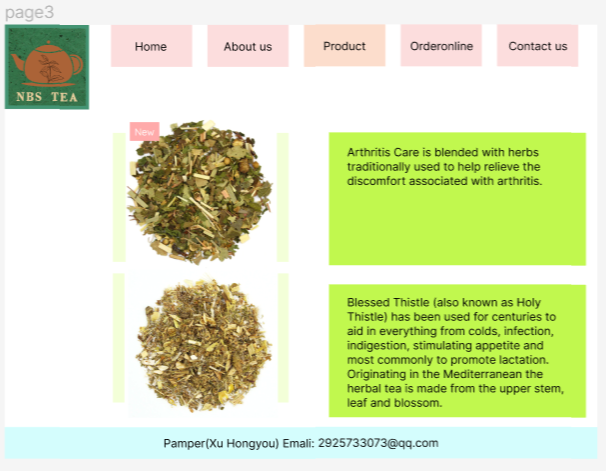 page3
NBS TEA
Home
About us
Product
Orderonline
Contact us
New
Arthritis Care is blended with herbs
traditionally used to help relieve the
discomfort associated with arthritis.
Blessed Thistle (also known as Holy
Thistle) has been used for centuries to
aid in everything from colds, infection,
indigestion, stimulating appetite and
most commonly to promote lactation.
Originating in the Mediterranean the
herbal tea is made from the upper stem,
leaf and blossom.
Pamper(Xu Hongyou) Emali: 2925733073@qq.com